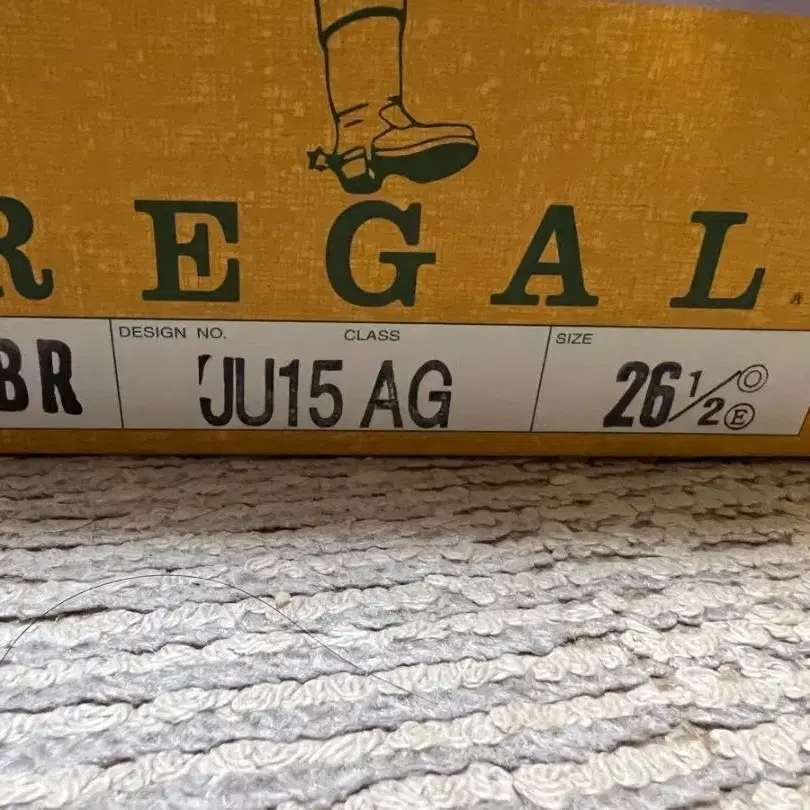 REGAL
BR
DESIGN NO. CLASS
JU15 AG
SIZE
26 1/2 Ⓔ